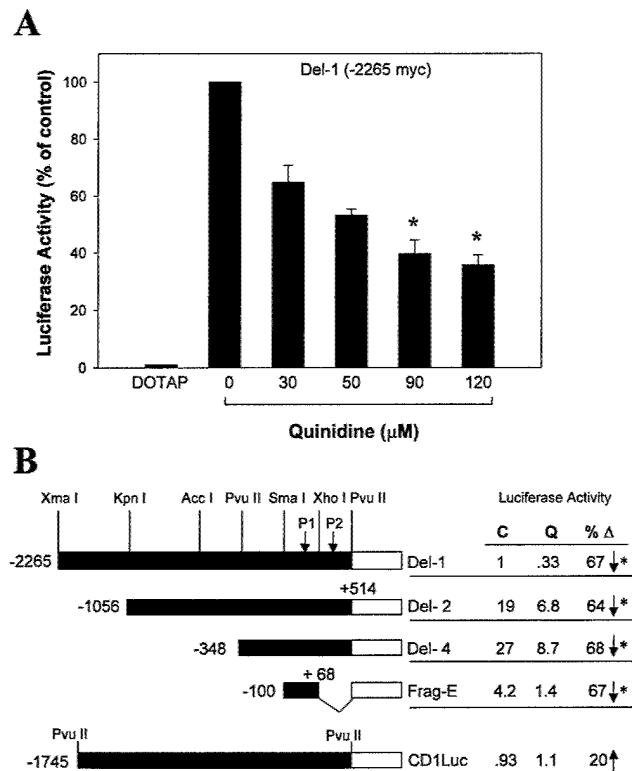 A
Del-1 (-2265 myc)
Luciferase Activity (% of control)
100
80
60
40
20
0
* *
DOTAP 0 30 50 90 120
Quinidine (µM)
B
Xma I Kpn I Acc I Pvu II Sma I Xho I Pvu II Luciferase Activity
P1 P2 C Q % Δ
-2265 Del-1 1 .33 67 ↓*
+514
-1056 Del- 2 19 6.8 64 ↓*
-348 Del- 4 27 8.7 68 ↓*
+ 68
-100 Frag-E 4.2 1.4 67 ↓*
Pvu II Pvu II
-1745 CD1Luc .93 1.1 20 ↑